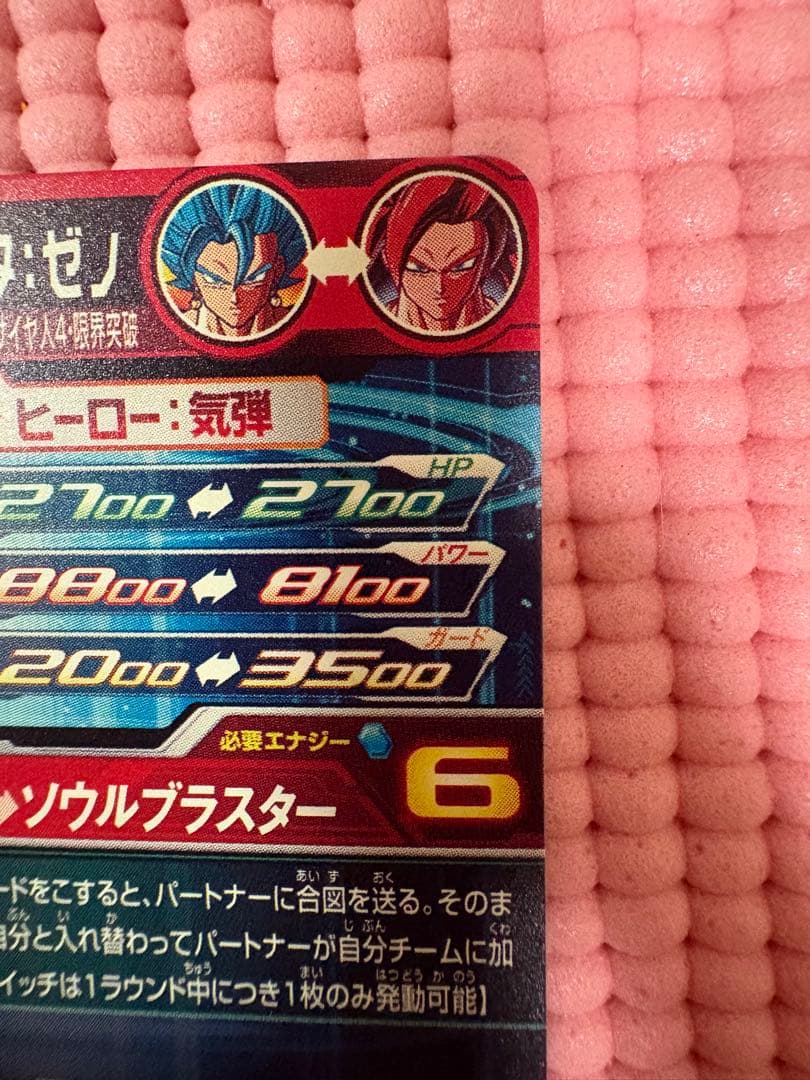 タ:ゼノ
サイヤ人4・限界突破
ヒーロー:気弾
HP
2700 2700
パワー
8800 8100
ガード
2000 3500
必要エナジー 6
ソウルブラスター
ードをこすると、パートナーに合図を送る。そのま
自分と入れ替わってパートナーが自分チームに加
イッチは1ラウンド中につき1枚のみ発動可能】